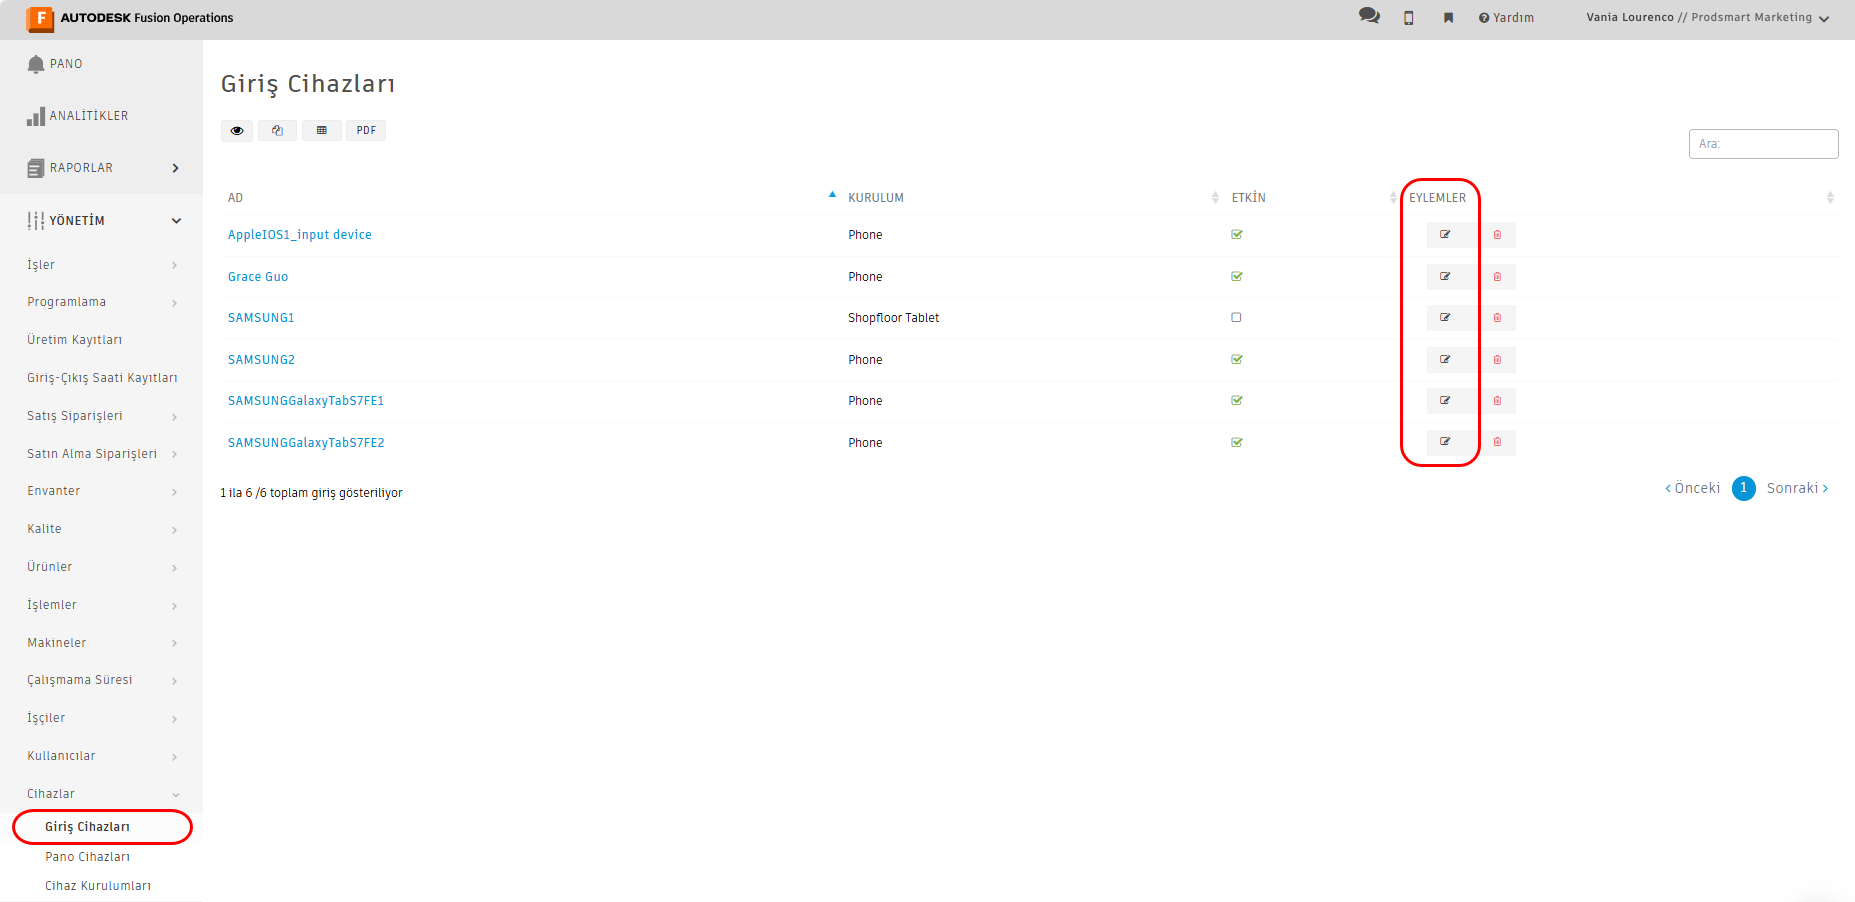 AUTODESK Fusion Operations
Yardım
Vania Lourenco // Prodsmart Marketing
PANO
ANALİTİKLER
RAPORLAR
YÖNETİM
İşler
Programlama
Üretim Kayıtları
Giriş-Çıkış Saati Kayıtları
Satış Siparişleri
Satın Alma Siparişleri
Envanter
Kalite
Ürünler
İşlemler
Makineler
Çalışmama Süresi
İşçiler
Kullanıcılar
Cihazlar
Giriş Cihazları
Pano Cihazları
Cihaz Kurulumları
Giriş Cihazları
PDF
Ara:
AD KURULUM ETKİN EYLEMLER
AppleIOS1_input device Phone
Grace Guo Phone
SAMSUNG1 Shopfloor Tablet
SAMSUNG2 Phone
SAMSUNGGalaxyTabS7FE1 Phone
SAMSUNGGalaxyTabS7FE2 Phone
1 ila 6 /6 toplam giriş gösteriliyor
‹ Önceki 1 Sonraki ›